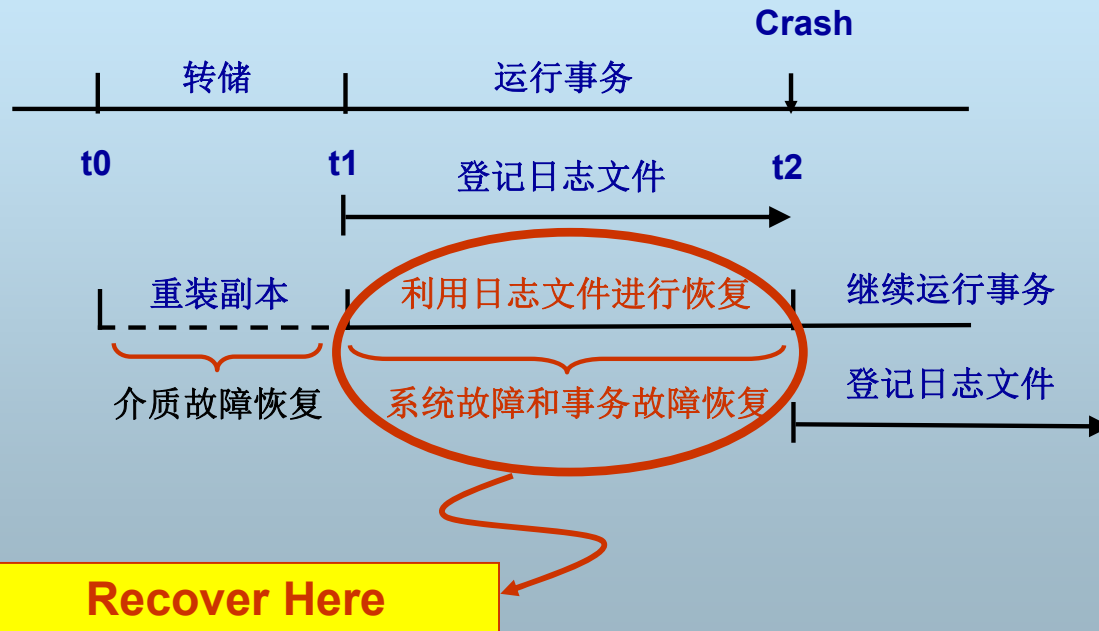 Crash
转储
运行事务
t0
t1
登记日志文件
t2
重装副本
利用日志文件进行恢复
继续运行事务
介质故障恢复
系统故障和事务故障恢复
登记日志文件
Recover Here